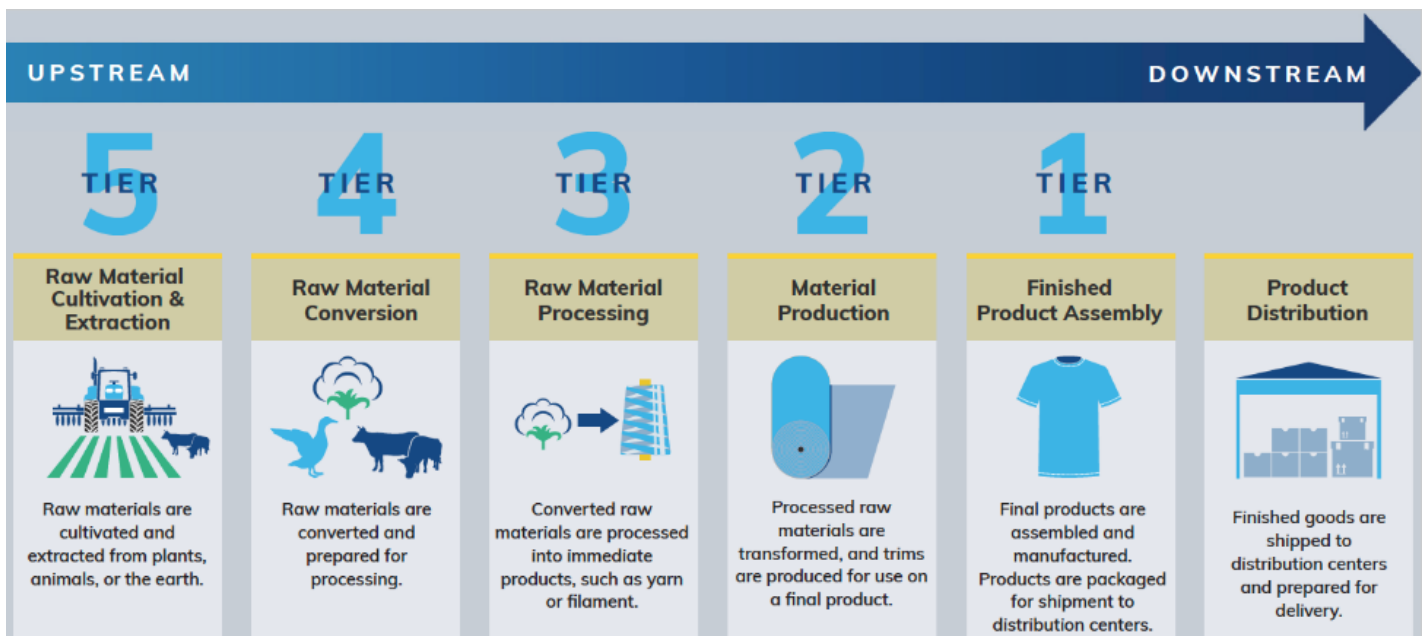 UPSTREAM
DOWNSTREAM
5
TIER
4
TIER
3
TIER
2
TIER
1
TIER
Raw Material
Cultivation &
Extraction
Raw materials are
cultivated and
extracted from plants,
animals, or the earth.
Raw Material
Conversion
Raw materials are
converted and
prepared for
processing.
Raw Material
Processing
Converted raw
materials are processed
into immediate
products, such as yarn
or filament.
Material
Production
Processed raw
materials are
transformed, and trims
are produced for use on
a final product.
Finished
Product Assembly
Final products are
assembled and
manufactured.
Products are packaged
for shipment to
distribution centers.
Product
Distribution
Finished goods are
shipped to
distribution centers
and prepared for
delivery.